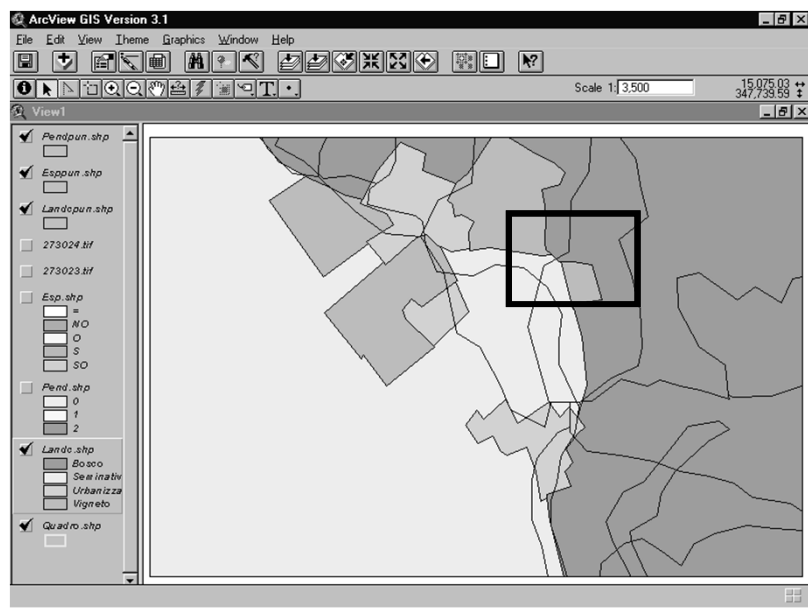 ArcView GIS Version 3.1
File Edit View Theme Graphics Window Help
Scale 1: 3,500
15,075.03
347,739.59
View1
Pendpun.shp
Esppun.shp
Landcpun.shp
273024.tif
273023.tif
Esp.shp
=
NO
O
S
SO
Pend.shp
0
1
2
Landc.shp
Bosco
Seminativ
Urbanizza
Vigneto
Quadro.shp